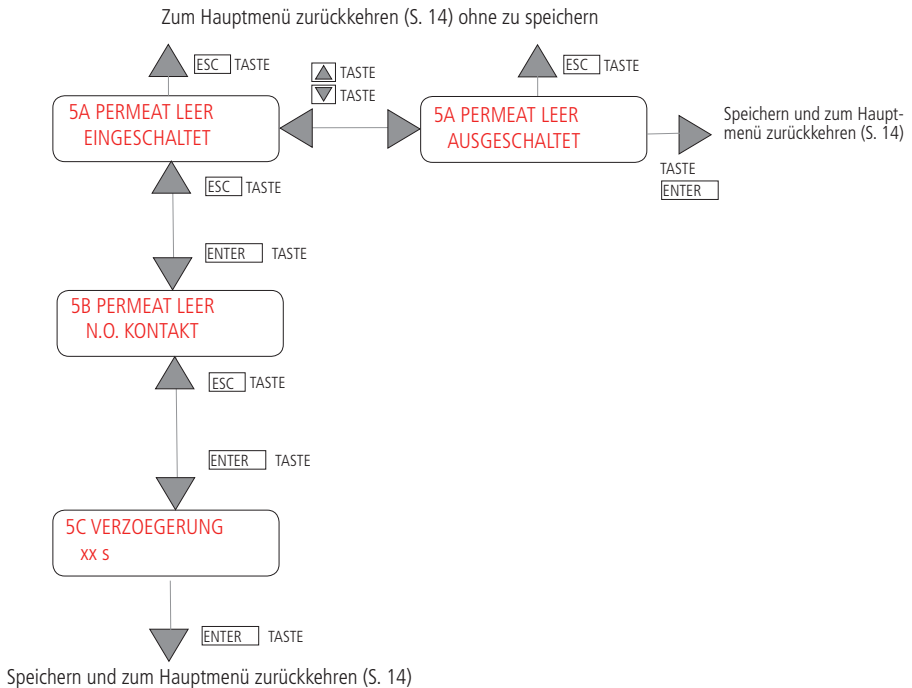 Zum Hauptmenü zurückkehren (S. 14) ohne zu speichern
ESC TASTE
TASTE
TASTE
ESC TASTE
5A PERMEAT LEER
EINGESCHALTET
5A PERMEAT LEER
AUSGESCHALTET
Speichern und zum Haupt-
menü zurückkehren (S. 14)
TASTE
ENTER
ESC TASTE
ENTER TASTE
5B PERMEAT LEER
N.O. KONTAKT
ESC TASTE
ENTER TASTE
5C VERZOEGERUNG
xx s
ENTER TASTE
Speichern und zum Hauptmenü zurückkehren (S. 14)